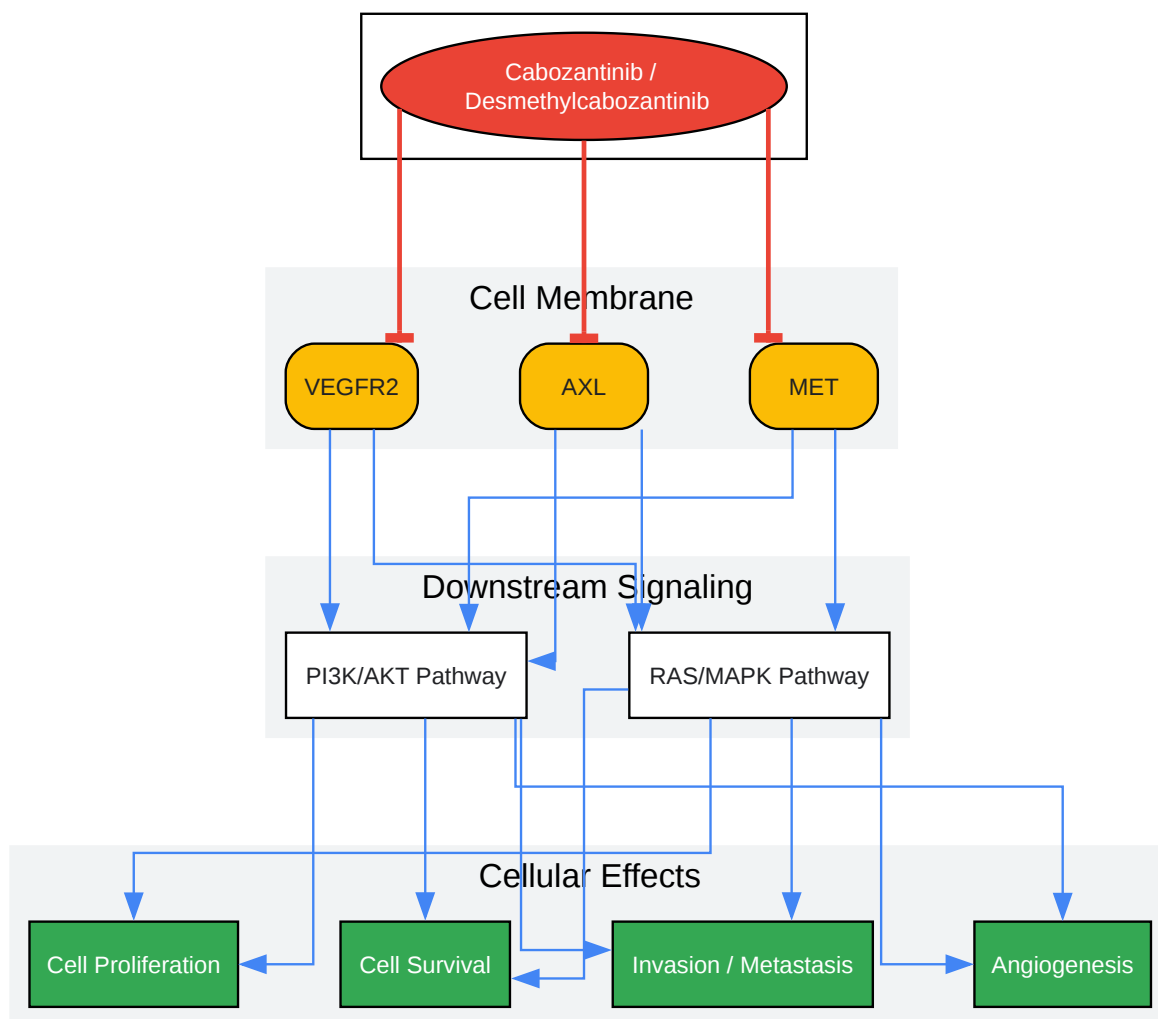 Cabozantinib /
Desmethylcabozantinib
Cell Membrane
VEGFR2
AXL
MET
Downstream Signaling
PI3K/AKT Pathway
RAS/MAPK Pathway
Cellular Effects
Cell Proliferation
Cell Survival
Invasion / Metastasis
Angiogenesis